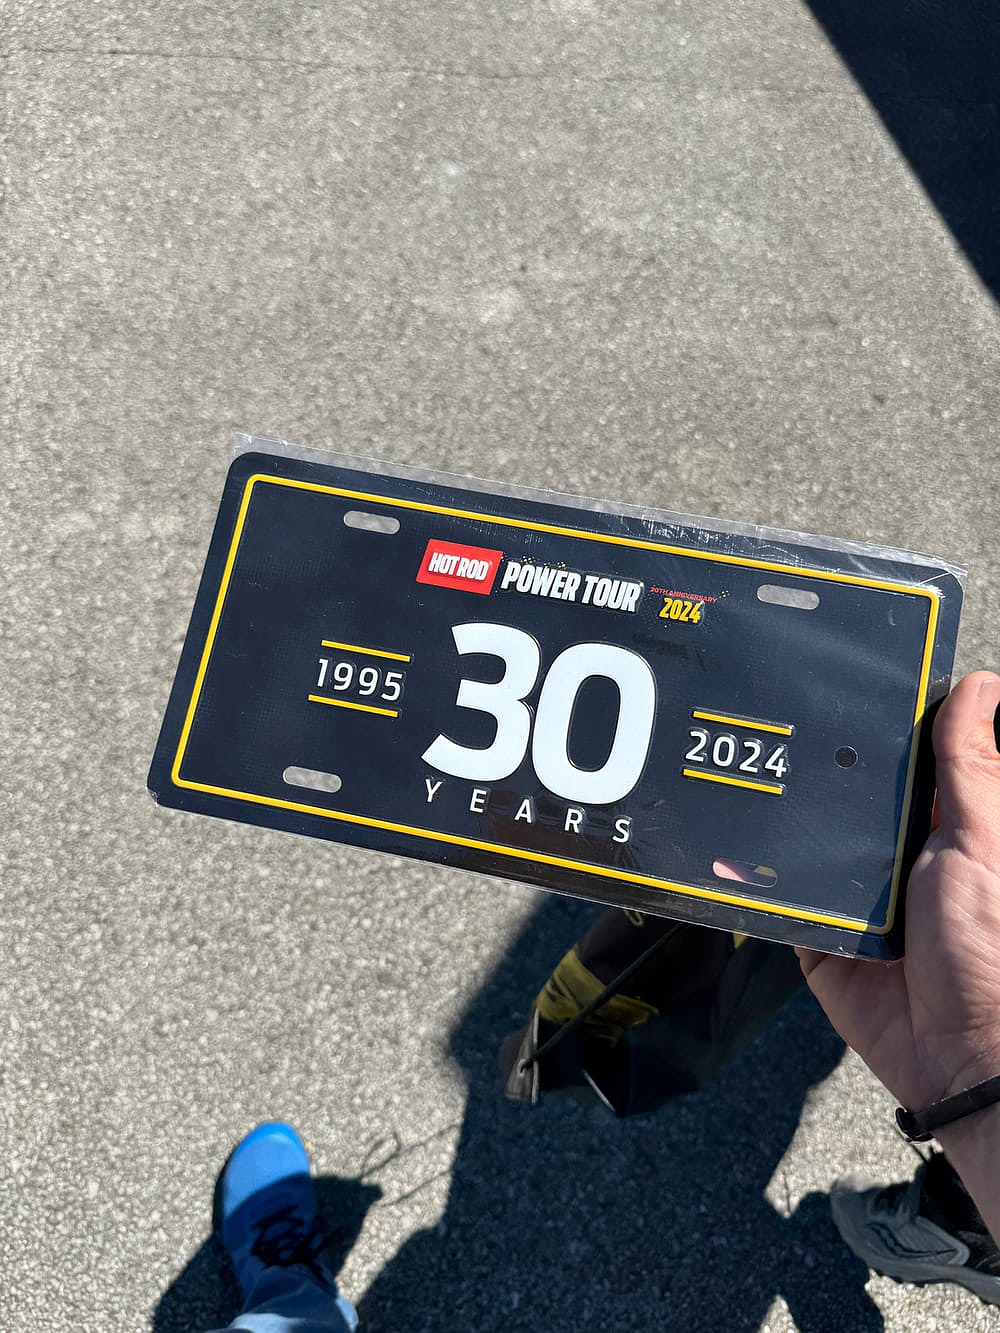 HOT ROD POWER TOUR
30TH ANNIVERSARY
2024
1995
30
YEARS
2024